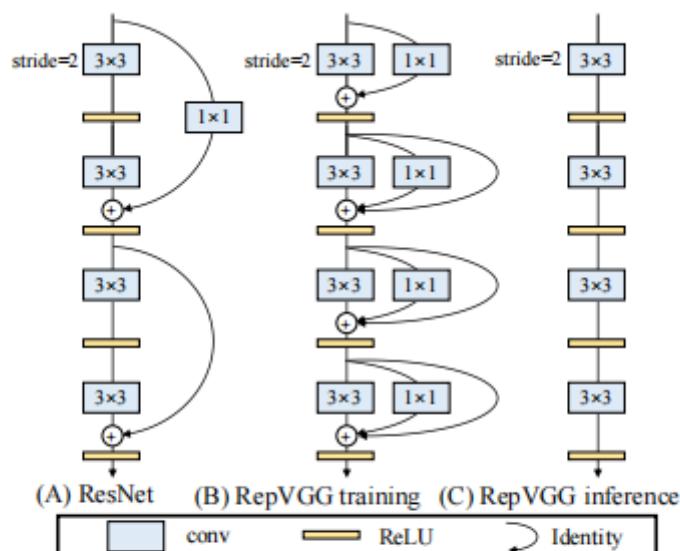 stride=2 3×3 stride=2 3×3 1×1 stride=2 3×3
1×1
+
3×3 3×3 1×1 3×3
+ +
3×3 3×3 1×1 3×3
+
3×3 3×3 1×1 3×3
+ +
(A) ResNet (B) RepVGG training (C) RepVGG inference
conv ReLU Identity